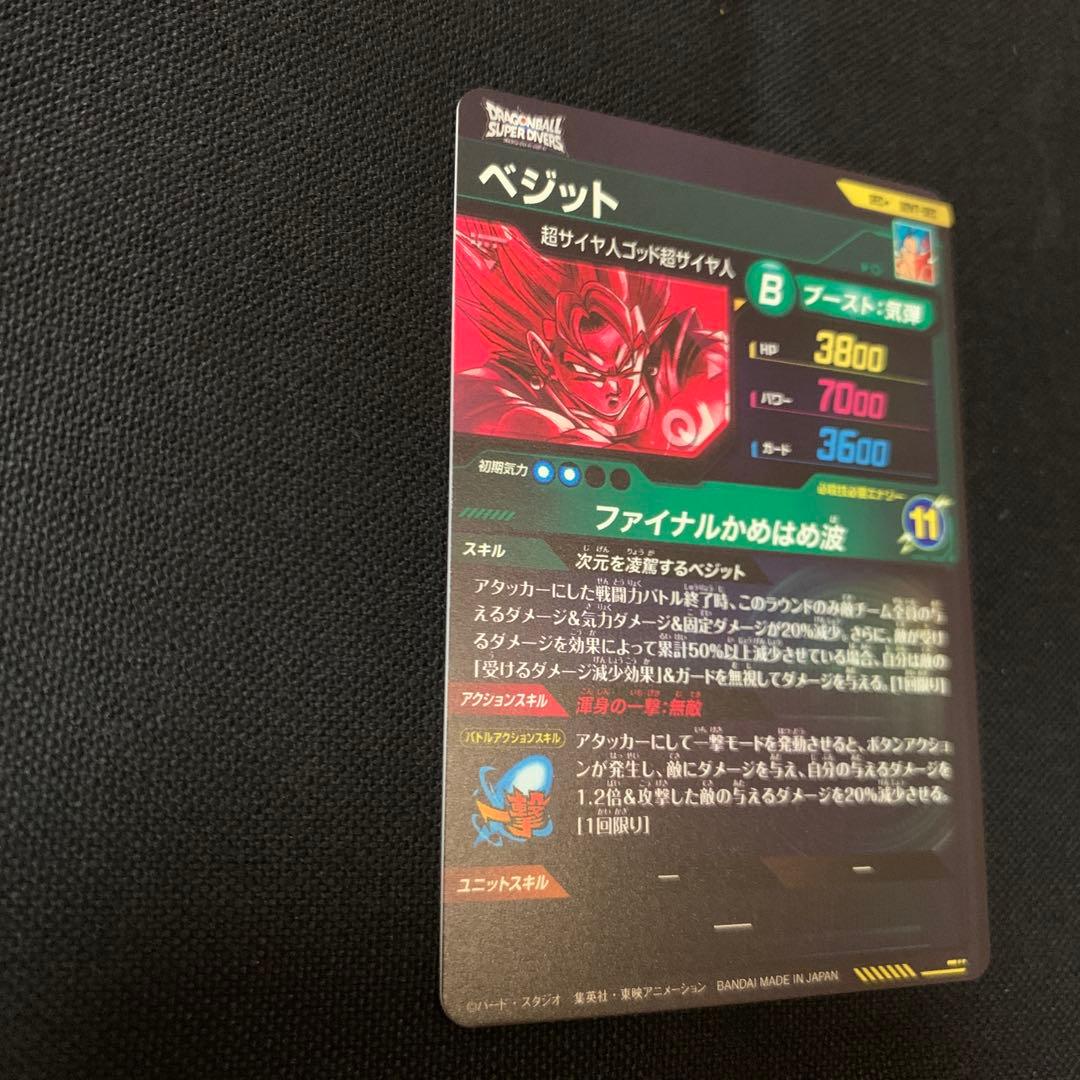 DRAGONBALL
SUPER DIVERS
ベジット
超サイヤ人ゴッド超サイヤ人
B ブースト:気弾
HP 3800
パワー 7000
ガード 3600
初期気力
必殺技必要エナジー
ファイナルかめはめ波 11
スキル 次元を凌駕するベジット
アタッカーにした戦闘力バトル終了時、このラウンドのみ敵チーム全員の与
えるダメージ&気力ダメージ&固定ダメージが20%減少。さらに、敵が受け
るダメージを効果によって累計50%以上減少させている場合、自分は敵の
「受けるダメージ減少効果」&ガードを無視してダメージを与える。[1回限り]
アクションスキル 渾身の一撃:無敵
バトルアクションスキル
アタッカーにして一撃モードを発動させると、ボタンアクショ
ンが発生し、敵にダメージを与え、自分の与えるダメージを
1.2倍&攻撃した敵の与えるダメージを20%減少させる。
[1回限り]
一撃
ユニットスキル
©バード・スタジオ 集英社・東映アニメーション BANDAI MADE IN JAPAN